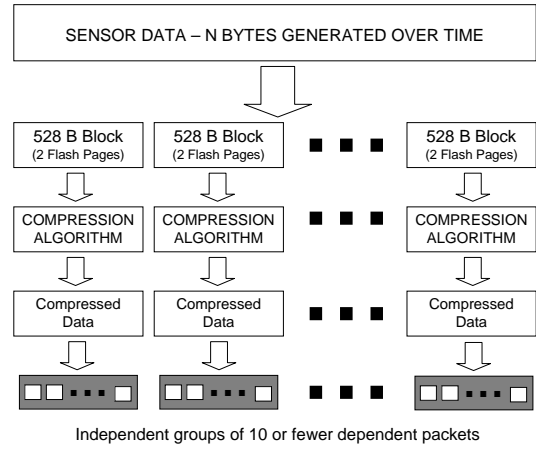 SENSOR DATA – N BYTES GENERATED OVER TIME
528 B Block
(2 Flash Pages)
528 B Block
(2 Flash Pages)
528 B Block
(2 Flash Pages)
COMPRESSION
ALGORITHM
COMPRESSION
ALGORITHM
COMPRESSION
ALGORITHM
Compressed
Data
Compressed
Data
Compressed
Data
Independent groups of 10 or fewer dependent packets